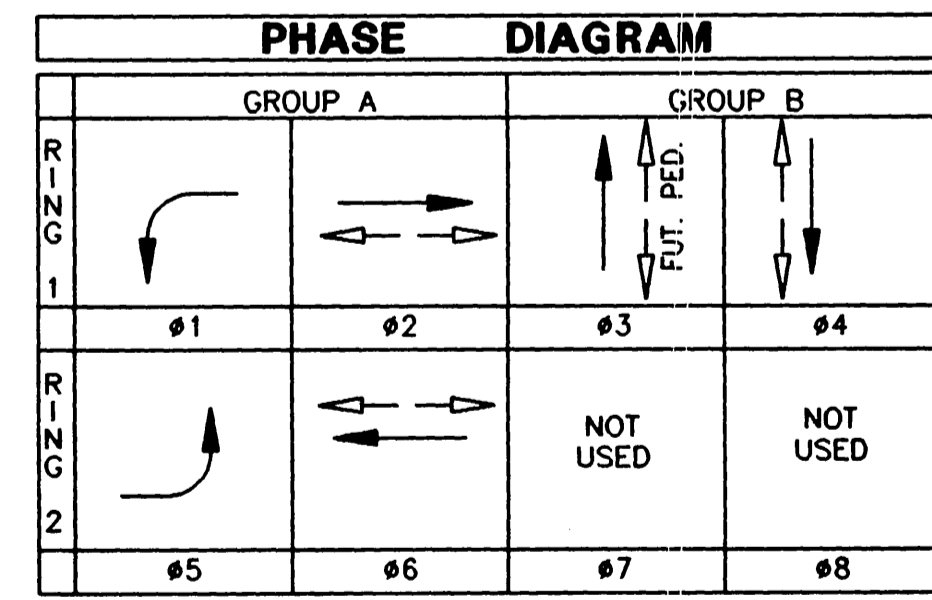 PHASE DIAGRAM
GROUP A GROUP B
RING 1
FUT. PED.
ø1 ø2 ø3 ø4
RING 2
NOT USED
NOT USED
ø5 ø6 ø7 ø8